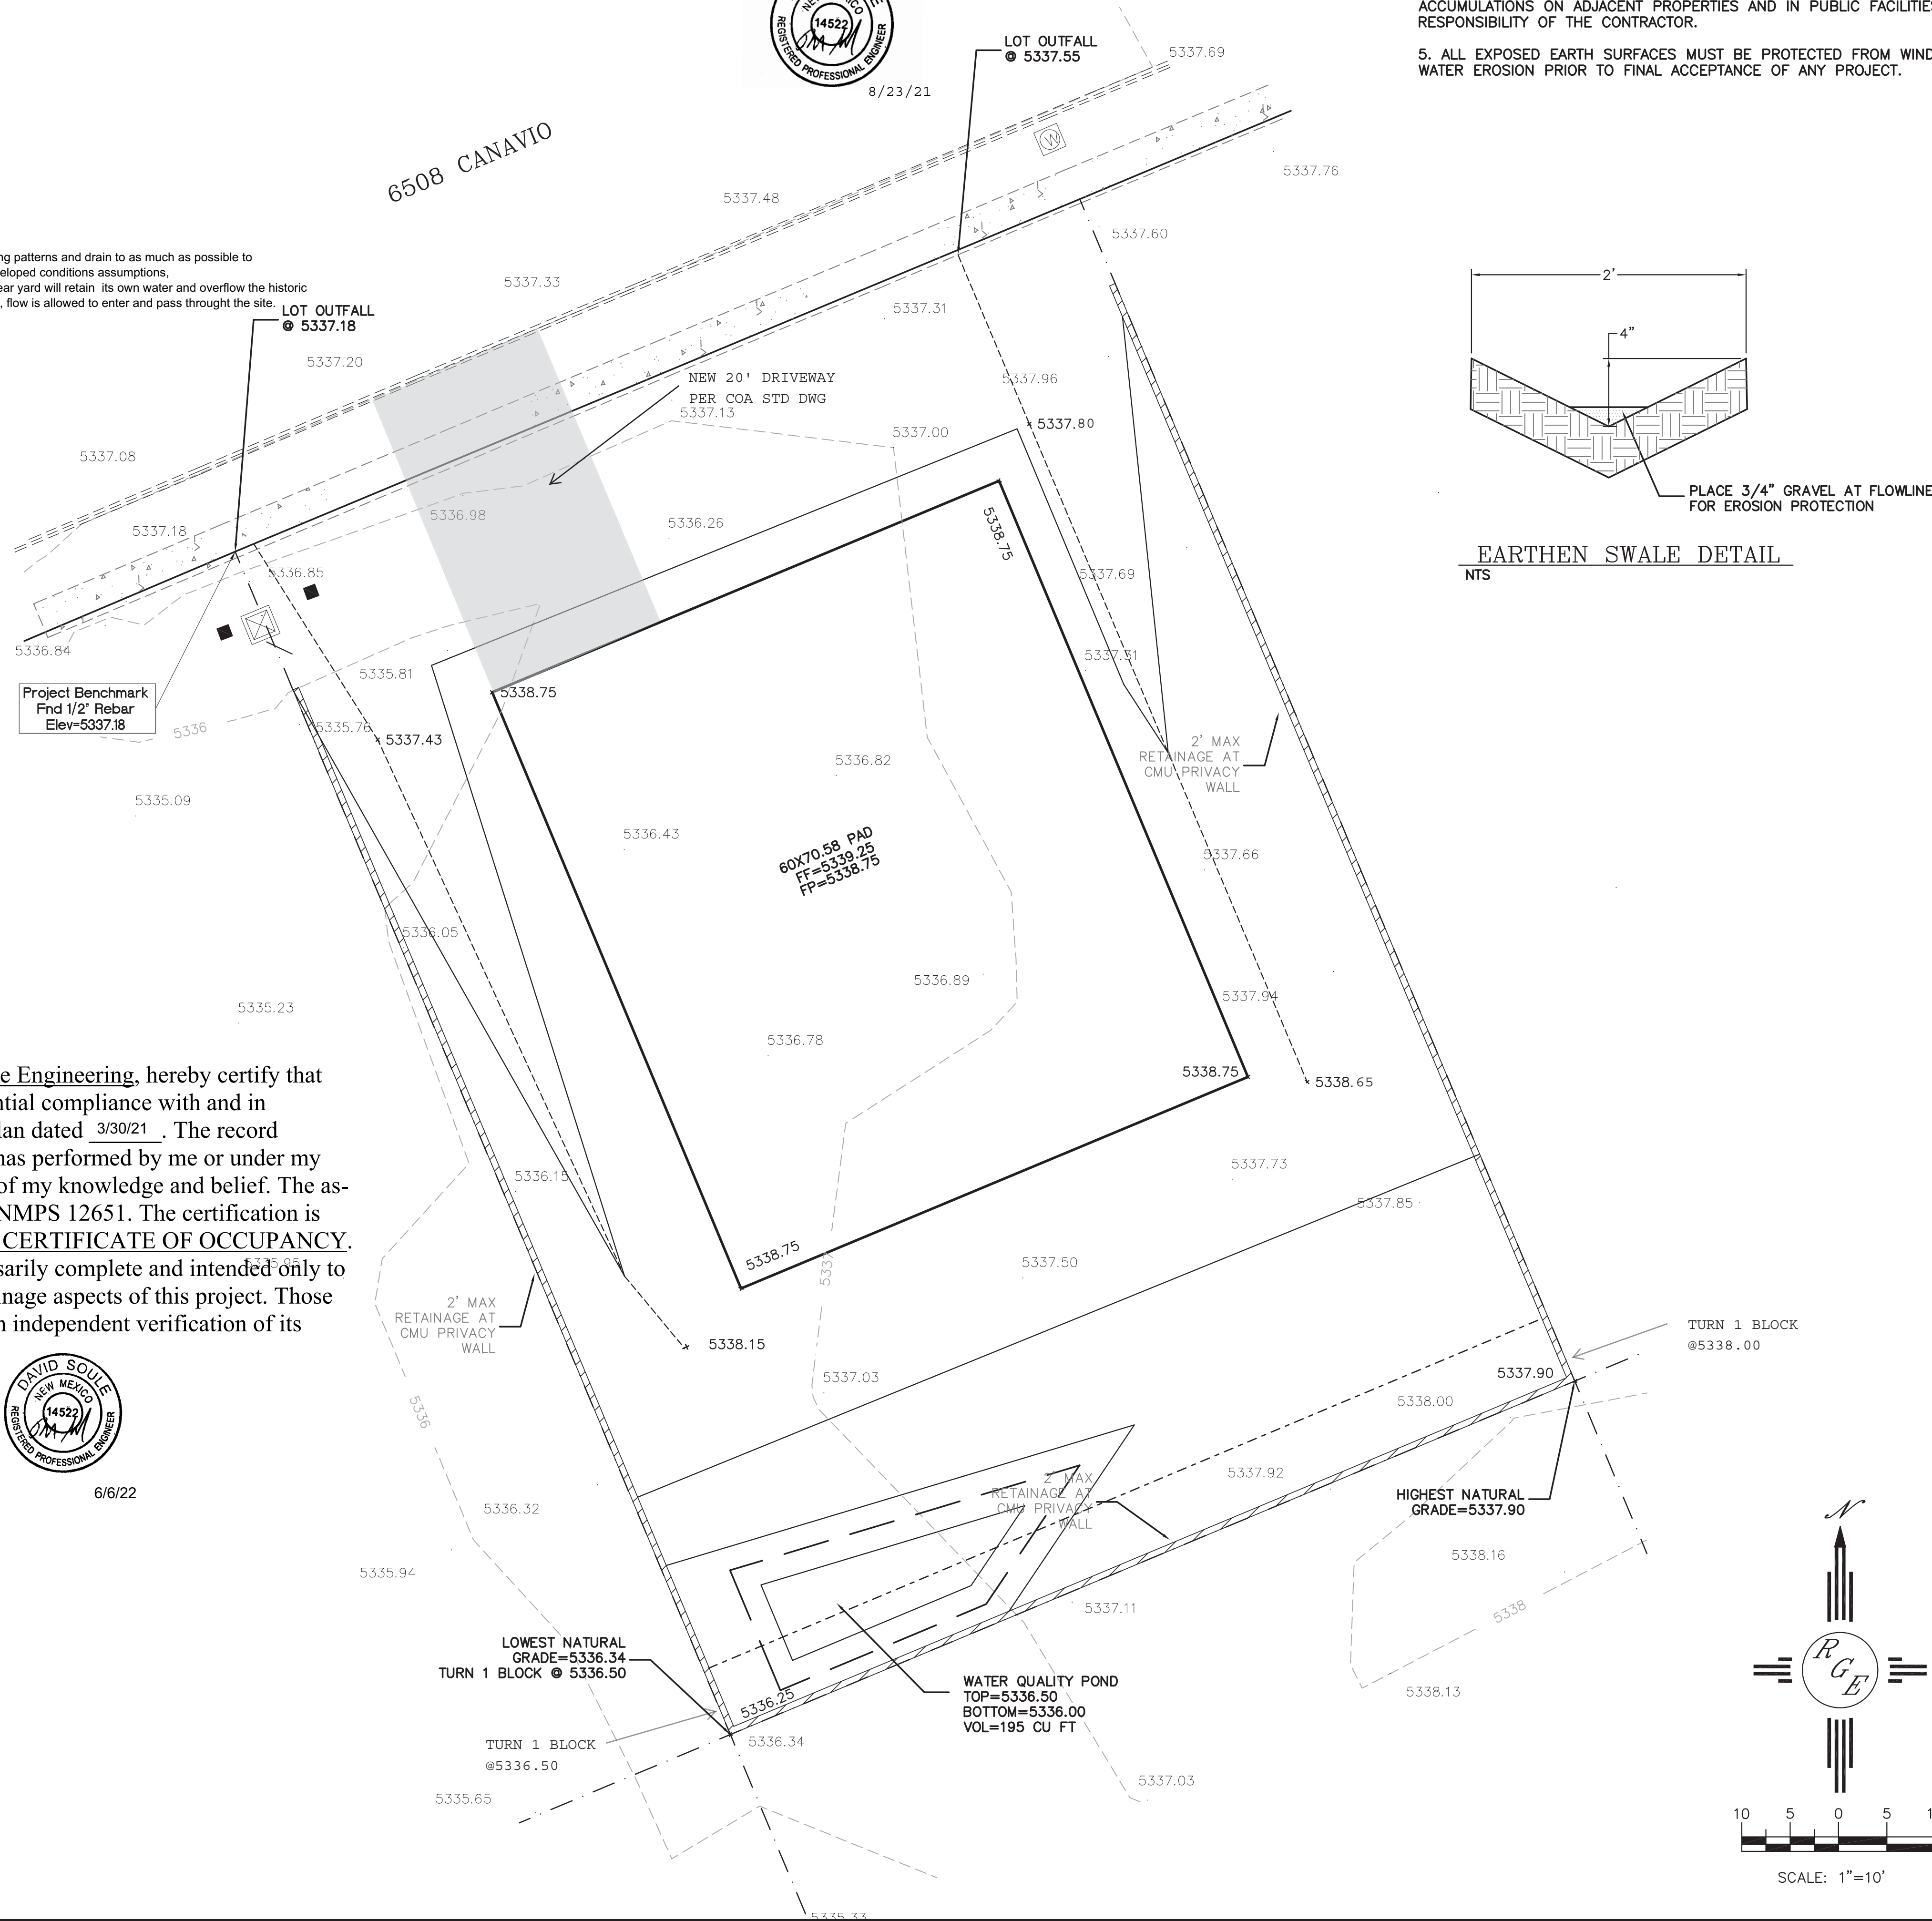 ACCUMULATIONS ON ADJACENT PROPERTIES AND IN PUBLIC FACILITIES
RESPONSIBILITY OF THE CONTRACTOR.
5. ALL EXPOSED EARTH SURFACES MUST BE PROTECTED FROM WIND
WATER EROSION PRIOR TO FINAL ACCEPTANCE OF ANY PROJECT.
14522
REGISTERED PROFESSIONAL ENGINEER
8/23/21
LOT OUTFALL
@ 5337.55
5337.69
6508 CANAVIO
5337.76
5337.48
5337.60
5337.33
ng patterns and drain to as much as possible to
eloped conditions assumptions,
ear yard will retain its own water and overflow the historic
, flow is allowed to enter and pass throught the site.
LOT OUTFALL
@ 5337.18
5337.31
5337.20
5337.96
NEW 20' DRIVEWAY
PER COA STD DWG
5337.13
5337.00
5337.80
5337.08
5336.98
5336.26
5338.75
5337.18
5336.85
5337.69
5336.84
5335.81
5337.31
Project Benchmark
Fnd 1/2" Rebar
Elev=5337.18
5338.75
5336
5335.76
5337.43
2' MAX
RETAINAGE AT
CMU PRIVACY
WALL
5336.82
5335.09
5336.43
60X70.58 PAD
FF=5339.25
FP=5338.75
5337.66
5336.05
5336.89
5337.94
5335.23
5336.78
5338.75
5338.65
e Engineering, hereby certify that
ntial compliance with and in
lan dated 3/30/21 . The record
has performed by me or under my
of my knowledge and belief. The as-
NMPS 12651. The certification is
CERTIFICATE OF OCCUPANCY.
sarily complete and intended only to
inage aspects of this project. Those
n independent verification of its
5335.95
5336.15
5337.73
5337.85
5338.75
5337
5337.50
2' MAX
RETAINAGE AT
CMU PRIVACY
WALL
5338.15
TURN 1 BLOCK
@5338.00
DAVID SOULE
NEW MEXICO
14522
REGISTERED PROFESSIONAL ENGINEER
6/6/22
5336
5337.03
5337.90
5338.00
5337.92
2' MAX
RETAINAGE AT
CMU PRIVACY
WALL
HIGHEST NATURAL
GRADE=5337.90
5336.32
5335.94
5338.16
5337.11
5338
LOWEST NATURAL
GRADE=5336.34
TURN 1 BLOCK @ 5336.50
WATER QUALITY POND
TOP=5336.50
BOTTOM=5336.00
VOL=195 CU FT
5338.13
5336.25
5336.34
TURN 1 BLOCK
@5336.50
5335.65
5337.03
5335.33
2'
4"
PLACE 3/4" GRAVEL AT FLOWLINE
FOR EROSION PROTECTION
EARTHEN SWALE DETAIL
NTS
N
RGE
10 5 0 5
SCALE: 1"=10'